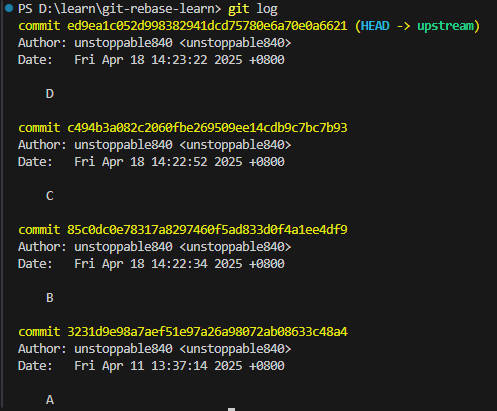 PS D:\learn\git-rebase-learn> git log
commit ed9ea1c052d998382941dcd75780e6a70e0a6621 (HEAD -> upstream)
Author: unstoppable840 <unstoppable840>
Date:   Fri Apr 18 14:23:22 2025 +0800
D
commit c494b3a082c2060fbe269509ee14cdb9c7bc7b93
Author: unstoppable840 <unstoppable840>
Date:   Fri Apr 18 14:22:52 2025 +0800
C
commit 85c0dc0e78317a8297460f5ad833d0f4a1ee4df9
Author: unstoppable840 <unstoppable840>
Date:   Fri Apr 18 14:22:34 2025 +0800
B
commit 3231d9e98a7aef51e97a26a98072ab08633c48a4
Author: unstoppable840 <unstoppable840>
Date:   Fri Apr 11 13:37:14 2025 +0800
A